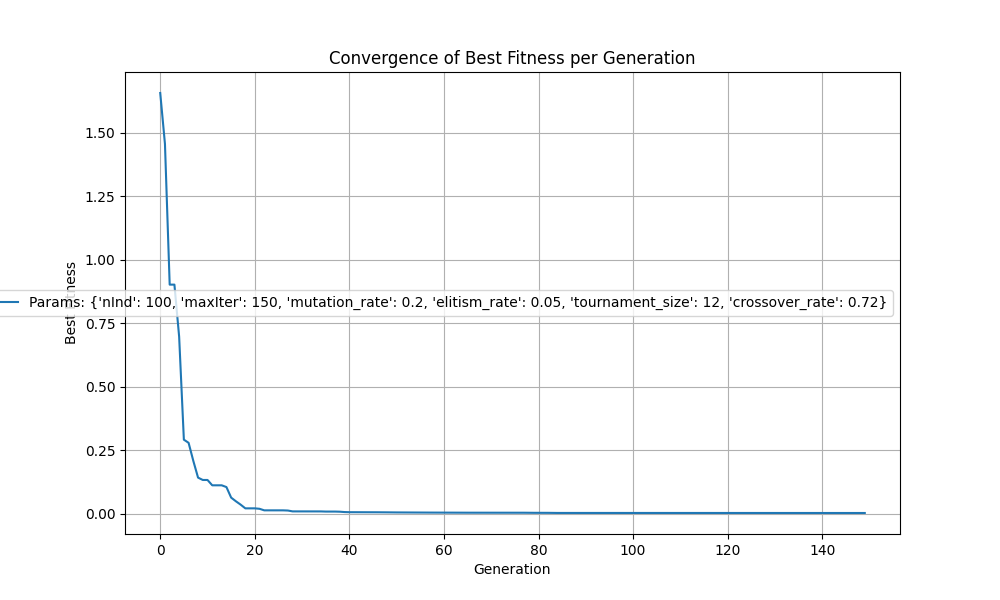 Convergence of Best Fitness per Generation
1.50
1.25
1.00
Params: {'nInd': 100, 'maxIter': 150, 'mutation_rate': 0.2, 'elitism_rate': 0.05, 'tournament_size': 12, 'crossover_rate': 0.72}
0.75
0.50
0.25
0.00
Best
0 20 40 60 80 100 120 140
Generation